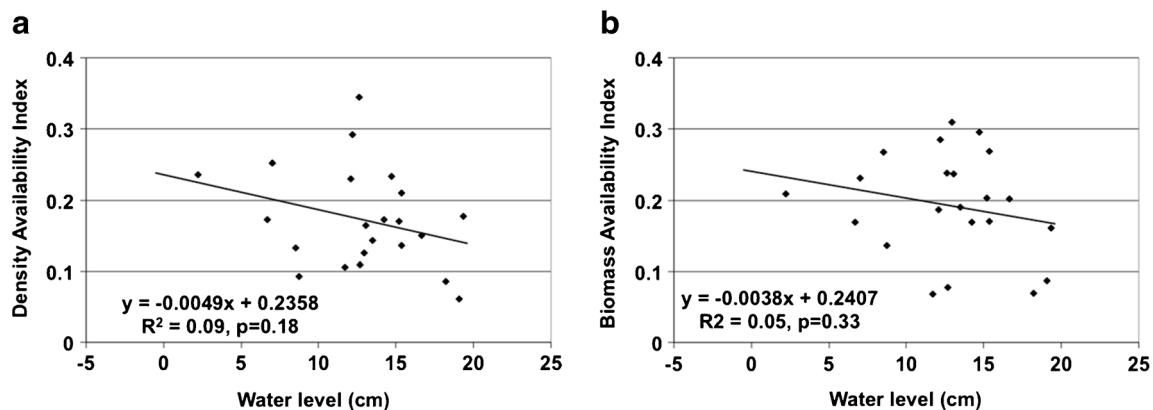 a
Density Availability Index
0.4
0.3
0.2
0.1
0
y = -0.0049x + 0.2358
R² = 0.09, p=0.18
-5 0 5 10 15 20 25
Water level (cm)
b
Biomass Availability Index
0.4
0.3
0.2
0.1
0
y = -0.0038x + 0.2407
R2 = 0.05, p=0.33
-5 0 5 10 15 20 25
Water level (cm)